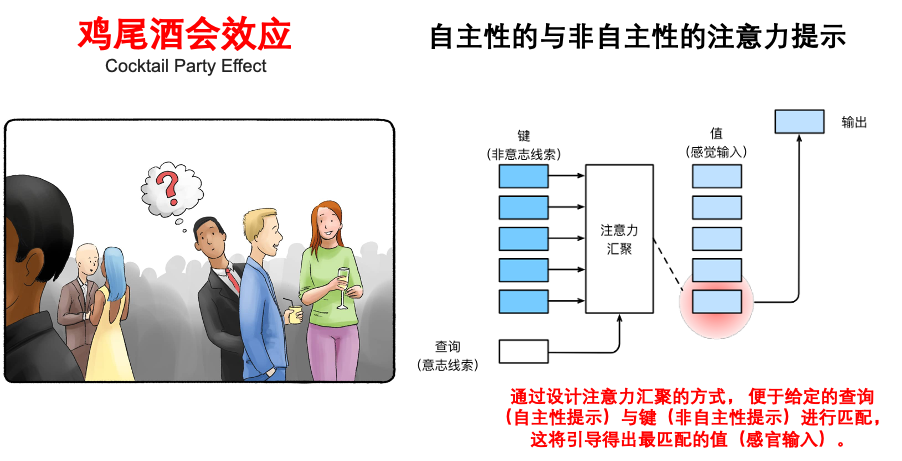 鸡尾酒会效应
Cocktail Party Effect
自主性的与非自主性的注意力提示
?
键
（非意志线索）
值
（感觉输入）
输出
注意力
汇聚
查询
（意志线索）
通过设计注意力汇聚的方式， 便于给定的查询
（自主性提示）与键（非自主性提示）进行匹配，
这将引导得出最匹配的值（感官输入）。